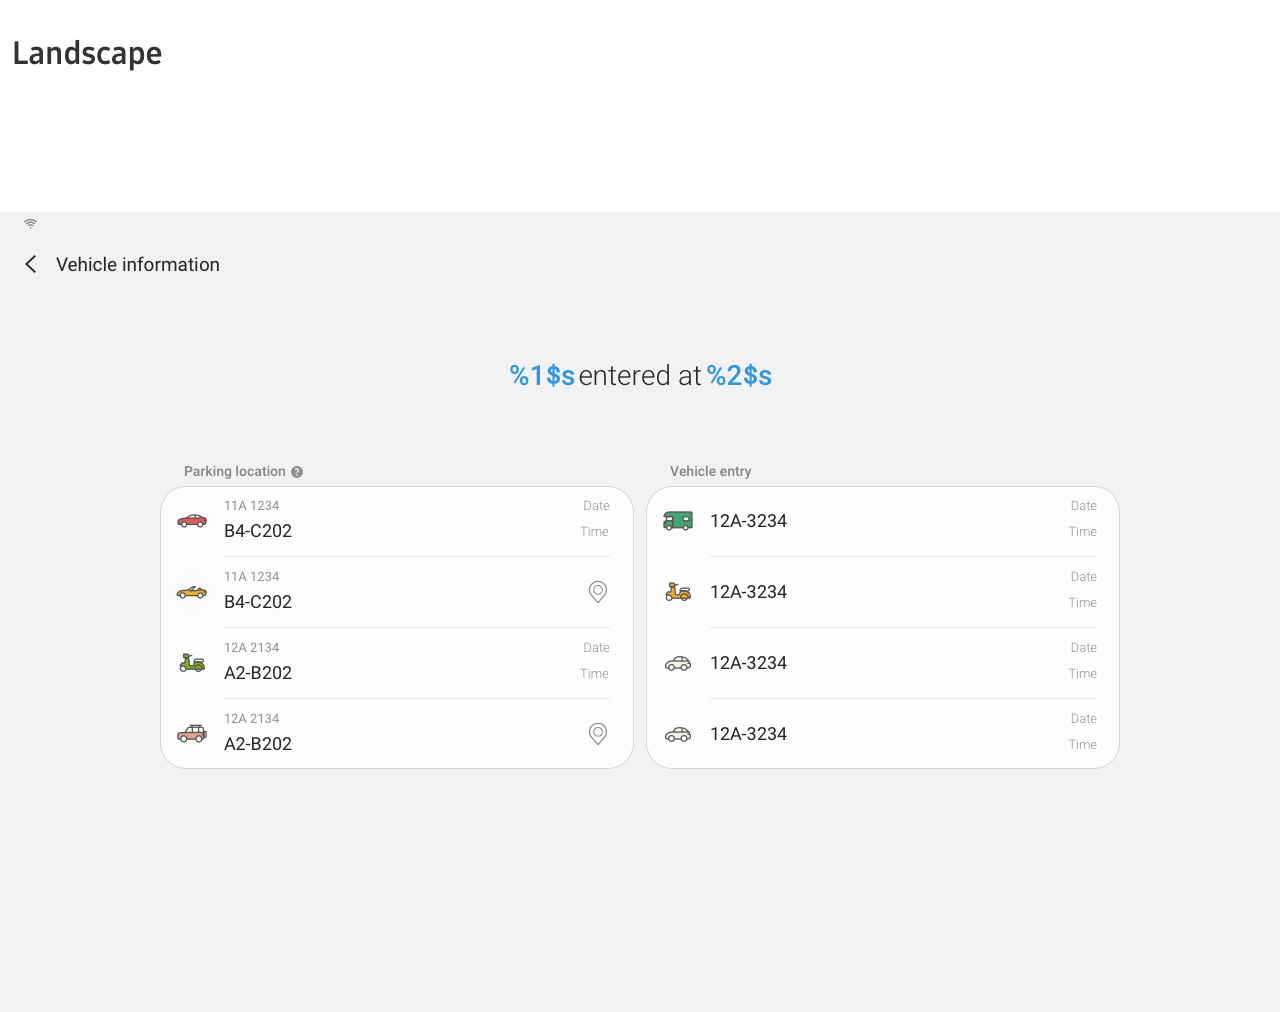 Landscape
Vehicle information
%1$s entered at %2$s
Parking location ?
11A 1234
Date
B4-C202
Time
11A 1234
B4-C202
12A 2134
Date
A2-B202
Time
12A 2134
A2-B202
Vehicle entry
Date
12A-3234
Time
Date
12A-3234
Time
Date
12A-3234
Time
Date
12A-3234
Time